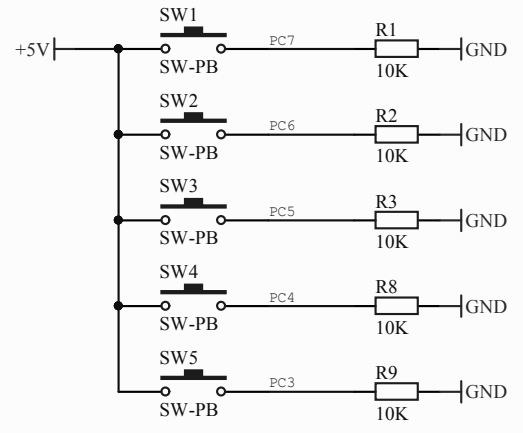 SW1
+5V
PC7
R1
GND
SW-PB
10K
SW2
PC6
R2
GND
SW-PB
10K
SW3
PC5
R3
GND
SW-PB
10K
SW4
PC4
R8
GND
SW-PB
10K
SW5
PC3
R9
GND
SW-PB
10K